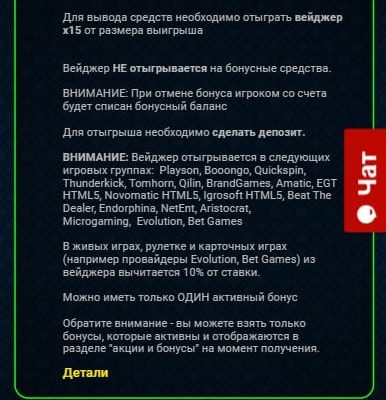 Для вывода средств необходимо отыграть вейджер
x15 от размера выигрыша
Вейджер НЕ отыгрывается на бонусные средства.
ВНИМАНИЕ: При отмене бонуса игроком со счета
будет списан бонусный баланс
Для отыгрыша необходимо сделать депозит.
ВНИМАНИЕ: Вейджер отыгрывается в следующих
игровых группах: Playson, Booongo, Quickspin,
Thunderkick, Tomhorn, Qilin, BrandGames, Amatic, EGT
HTML5, Novomatic HTML5, Igrosoft HTML5, Beat The
Dealer, Endorphina, NetEnt, Aristocrat,
Microgaming, Evolution, Bet Games
В живых играх, рулетке и карточных играх
(например провайдеры Evolution, Bet Games) из
вейджера вычитается 10% от ставки.
Можно иметь только ОДИН активный бонус
Обратите внимание - вы можете взять только
бонусы, которые активны и отображаются в
разделе "акции и бонусы" на момент получения.
Детали
Чат